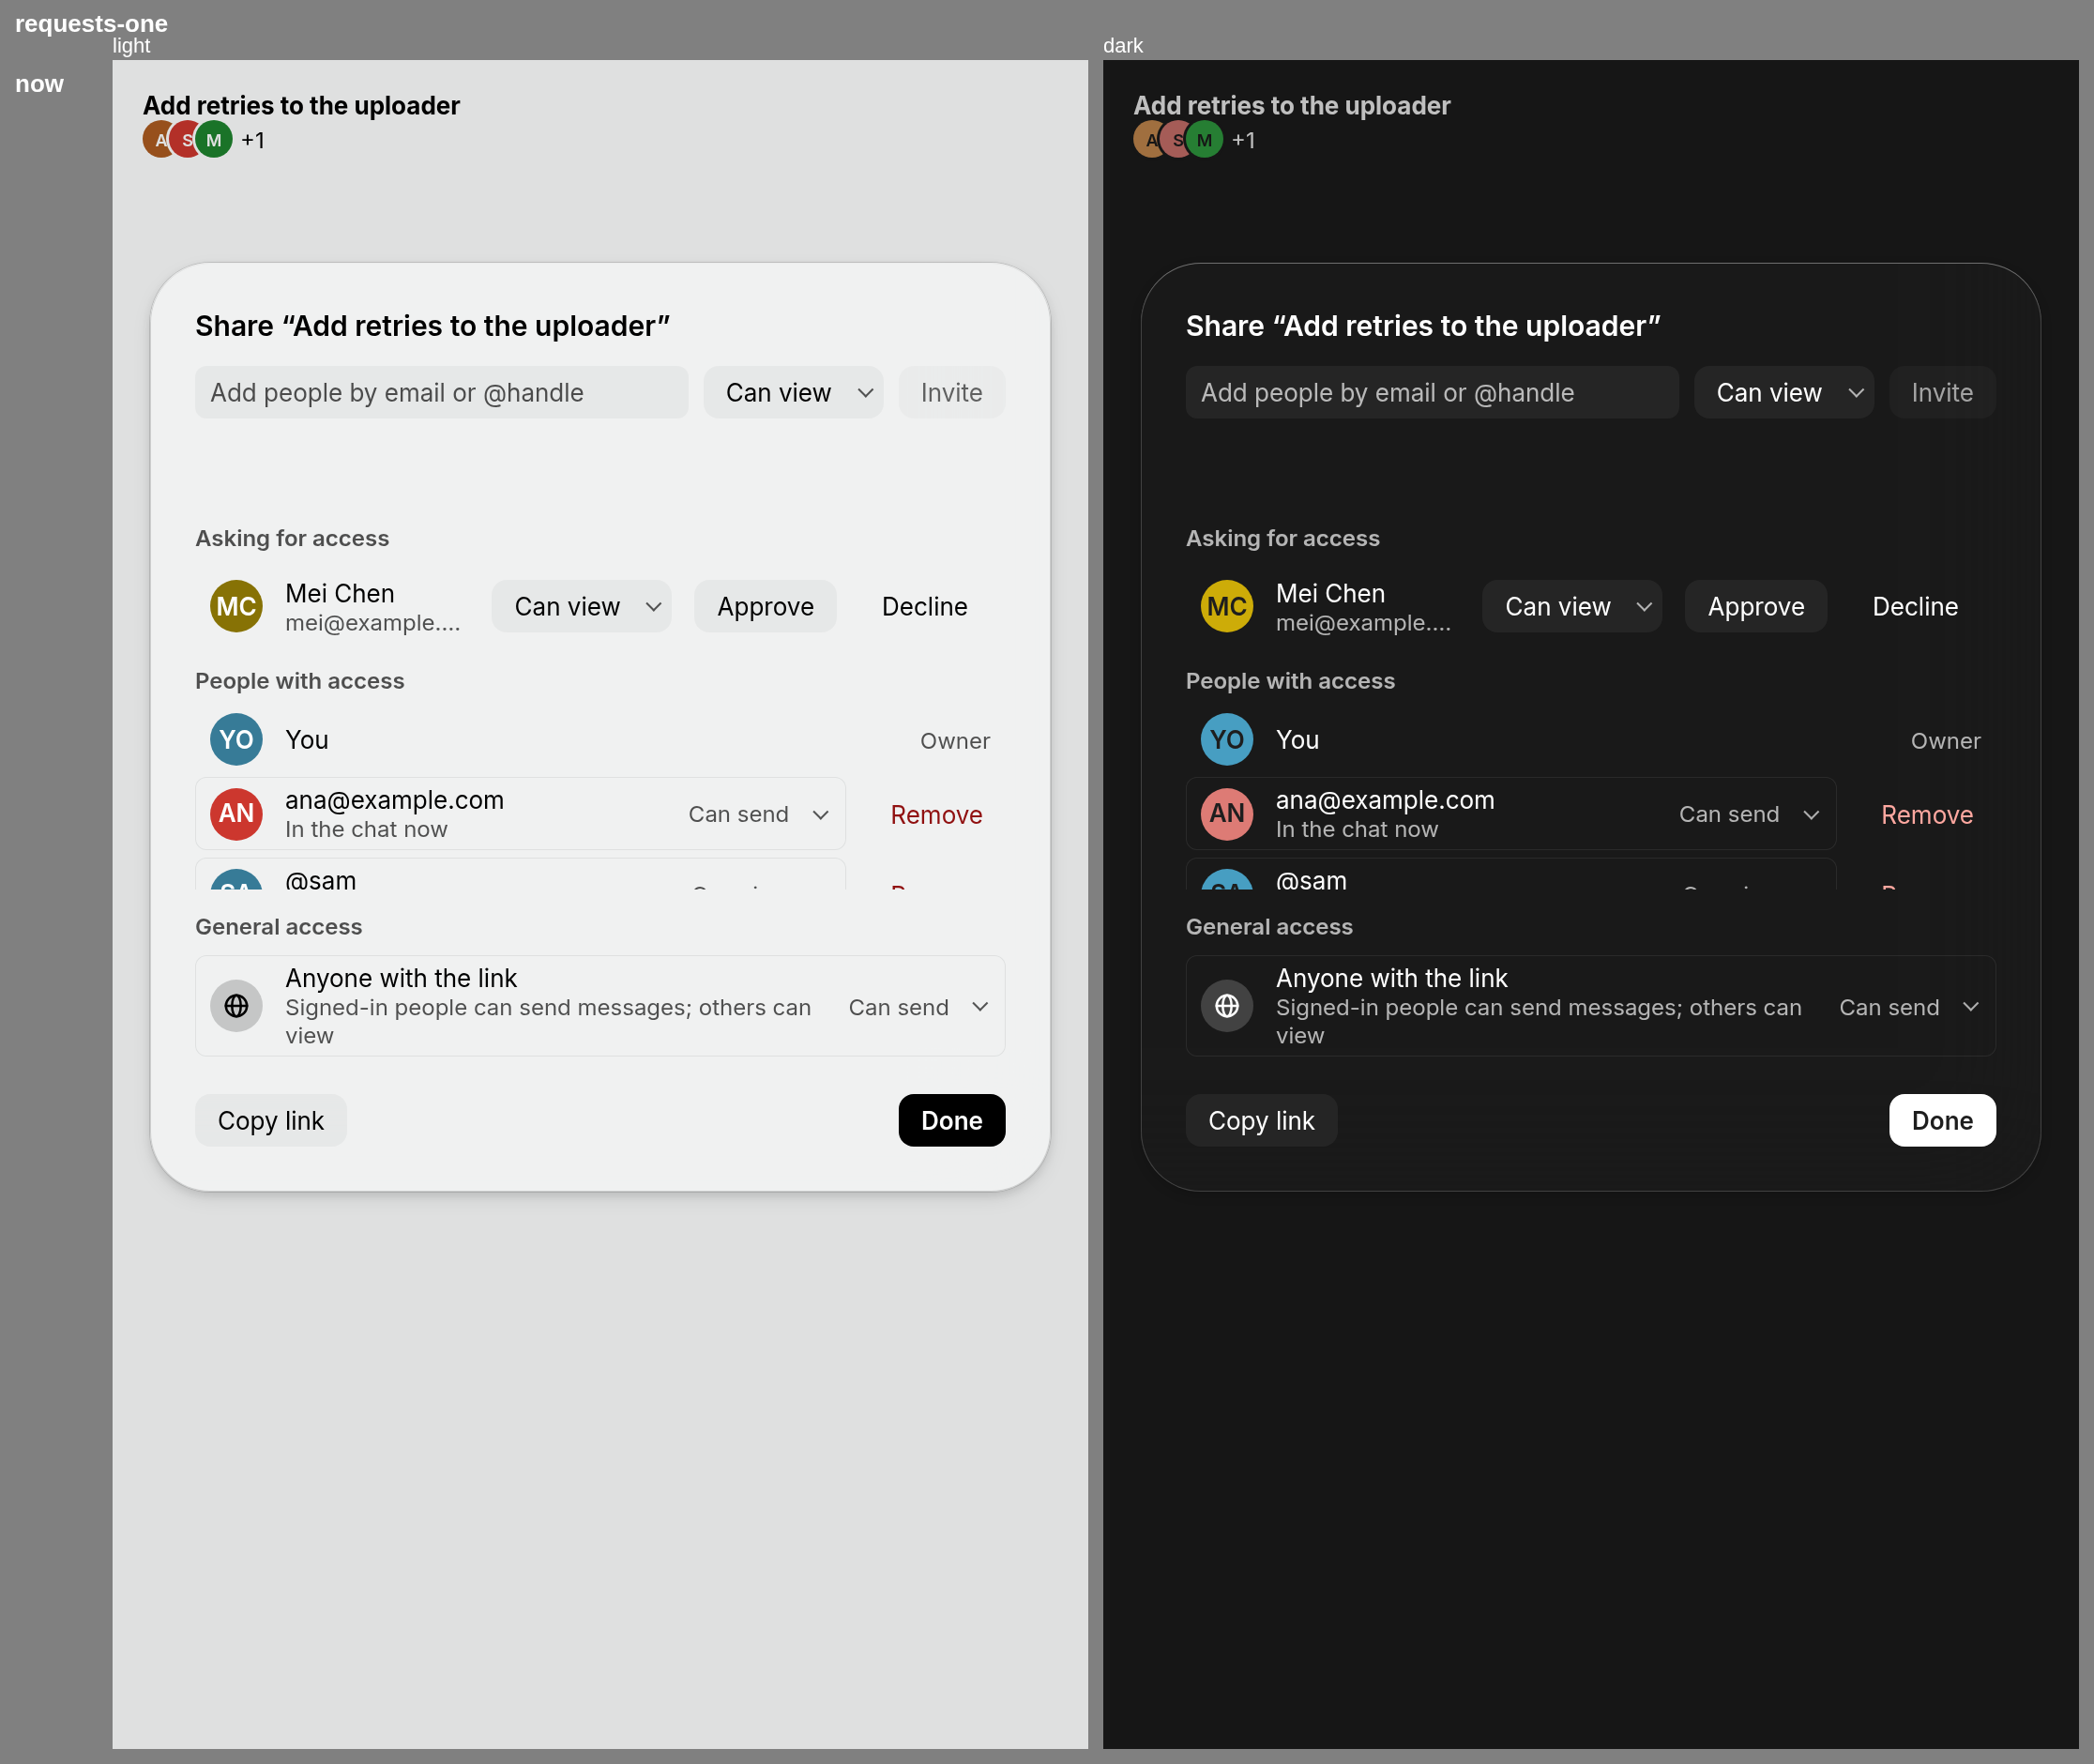 requests-one
light
dark
now
Add retries to the uploader
A S M +1
Share “Add retries to the uploader”
Add people by email or @handle
Can view
Invite
Asking for access
MC
Mei Chen
mei@example....
Can view
Approve
Decline
People with access
YO
You
Owner
AN
ana@example.com
In the chat now
Can send
Remove
@sam
General access
Anyone with the link
Signed-in people can send messages; others can
view
Can send
Copy link
Done
Add retries to the uploader
A S M +1
Share “Add retries to the uploader”
Add people by email or @handle
Can view
Invite
Asking for access
MC
Mei Chen
mei@example....
Can view
Approve
Decline
People with access
YO
You
Owner
AN
ana@example.com
In the chat now
Can send
Remove
@sam
General access
Anyone with the link
Signed-in people can send messages; others can
view
Can send
Copy link
Done